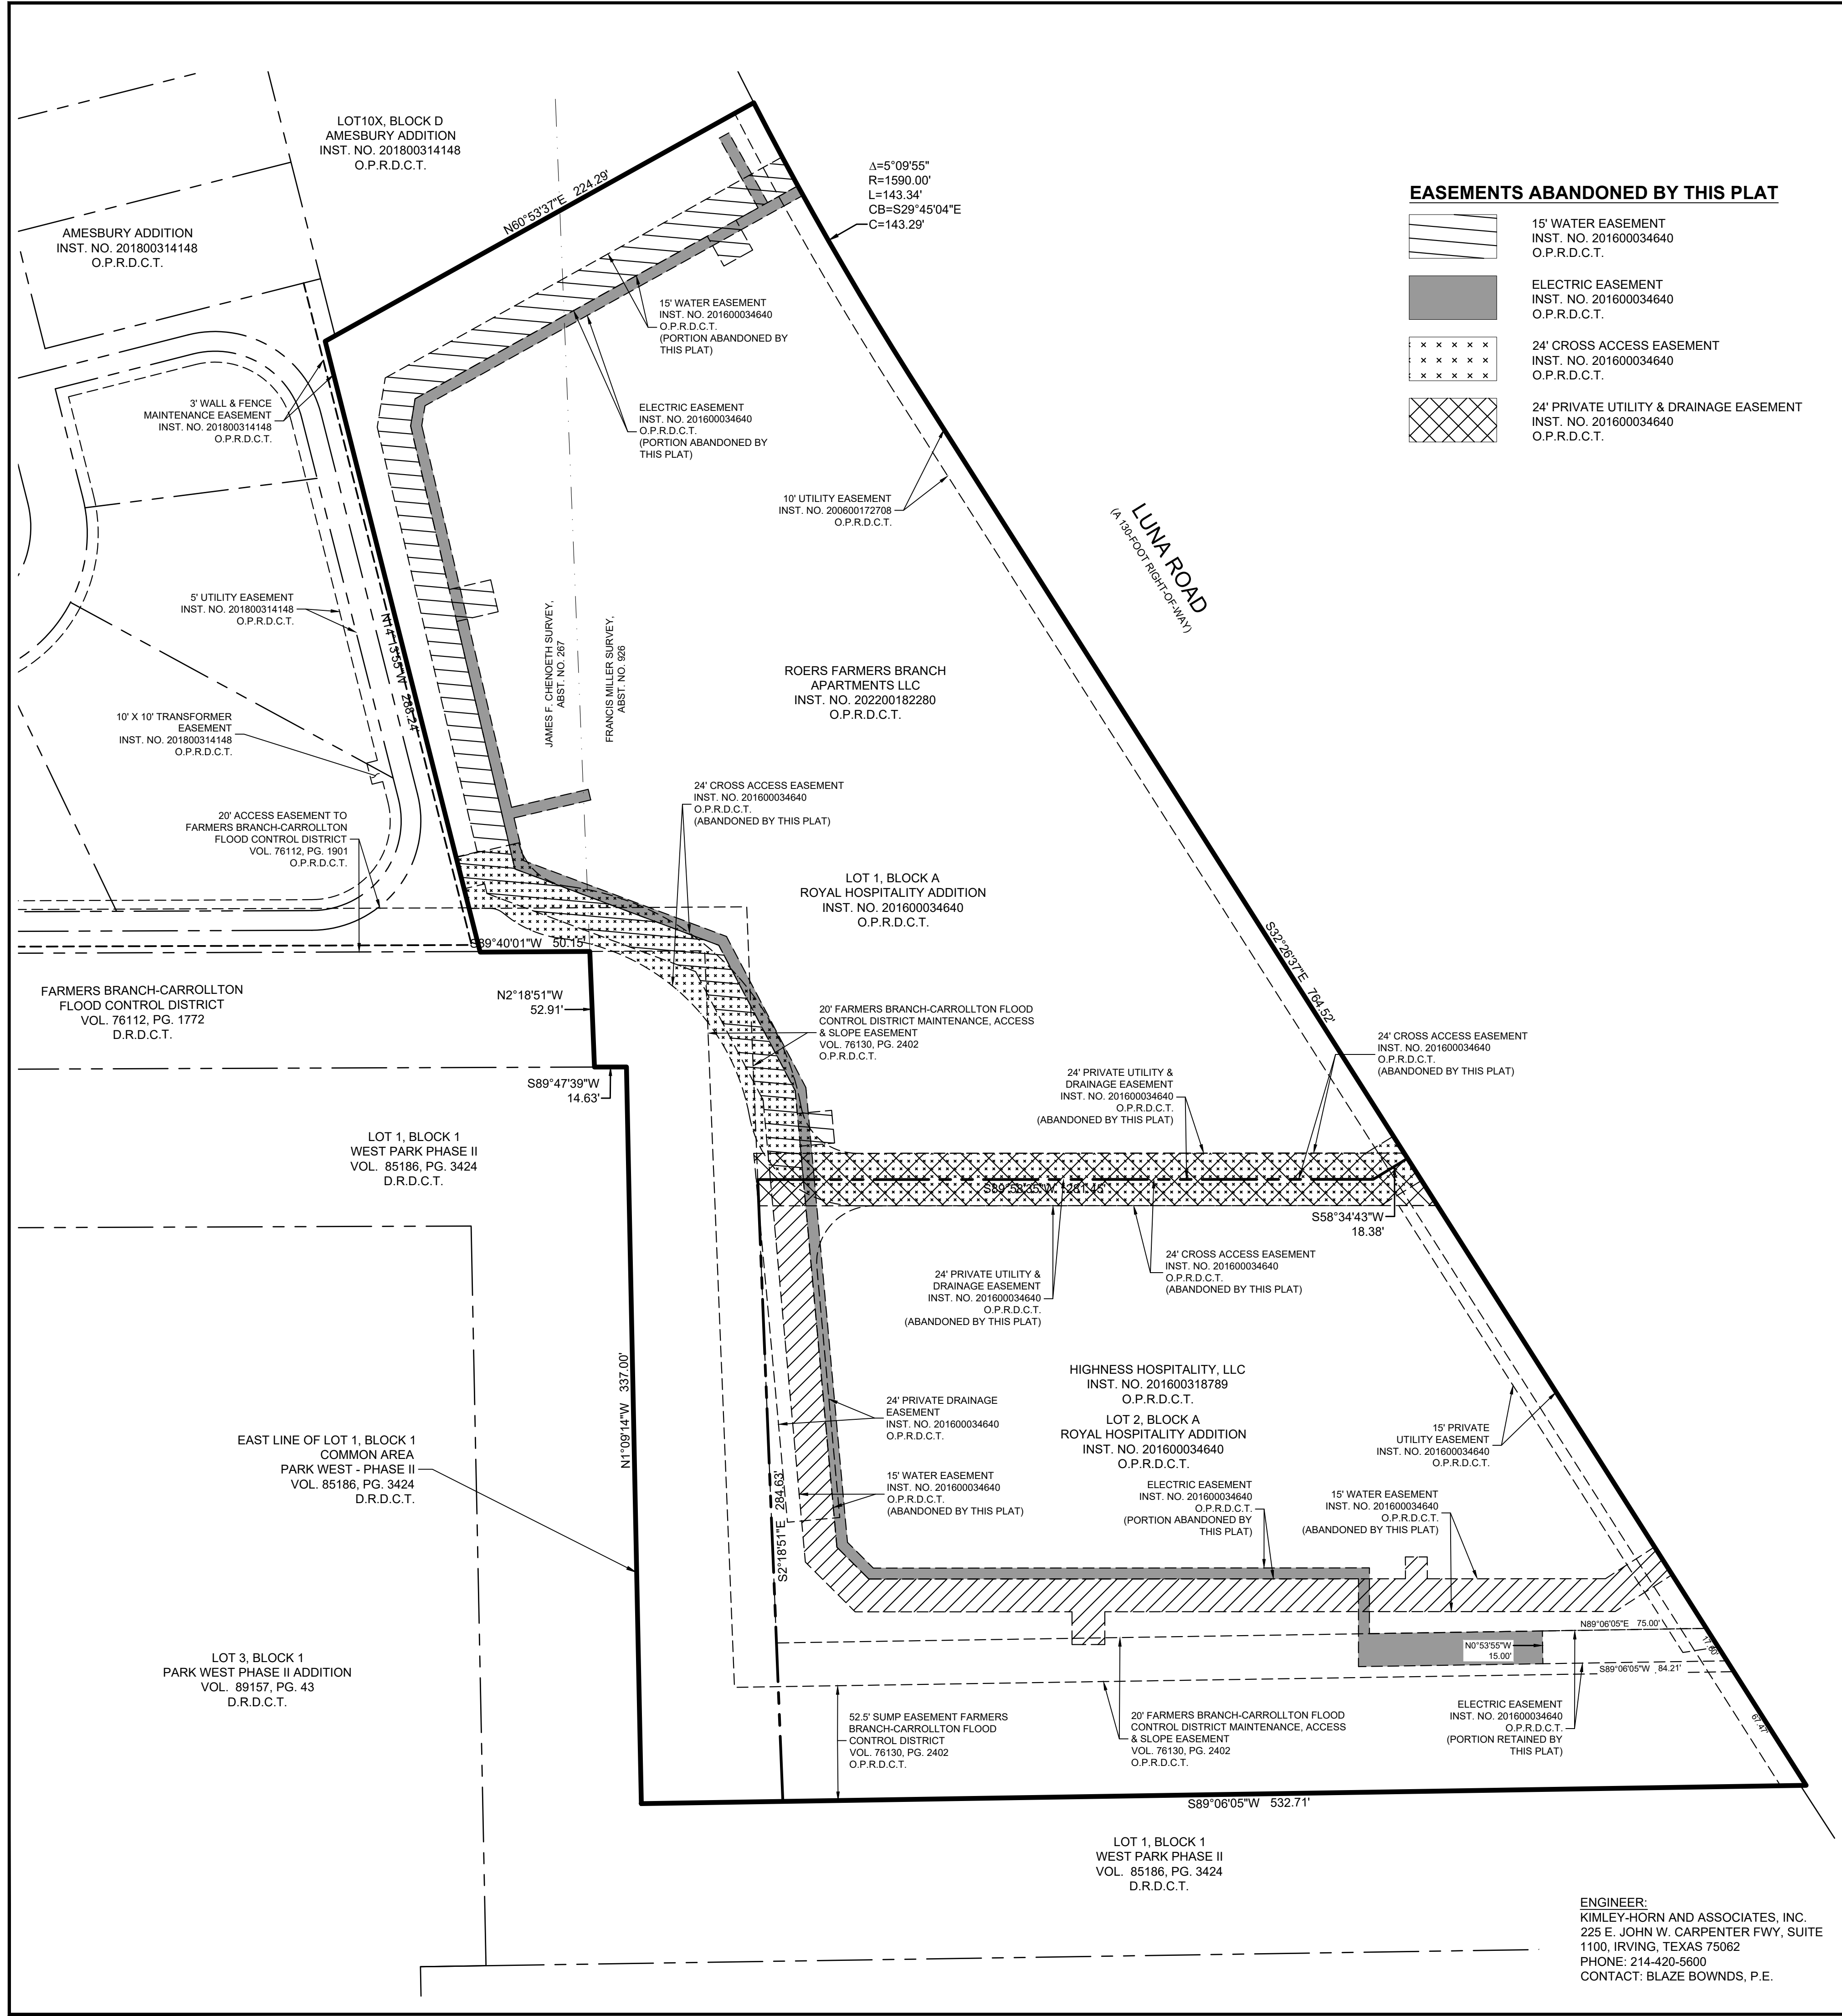 LOT10X, BLOCK D
AMESBURY ADDITION
INST. NO. 201800314148
O.P.R.D.C.T.
AMESBURY ADDITION
INST. NO. 201800314148
O.P.R.D.C.T.
N60°53'37"E 224.29'
Δ=5°09'55"
R=1590.00'
L=143.34'
CB=S29°45'04"E
C=143.29'
EASEMENTS ABANDONED BY THIS PLAT
15' WATER EASEMENT
INST. NO. 201600034640
O.P.R.D.C.T.
ELECTRIC EASEMENT
INST. NO. 201600034640
O.P.R.D.C.T.
24' CROSS ACCESS EASEMENT
INST. NO. 201600034640
O.P.R.D.C.T.
24' PRIVATE UTILITY & DRAINAGE EASEMENT
INST. NO. 201600034640
O.P.R.D.C.T.
15' WATER EASEMENT
INST. NO. 201600034640
O.P.R.D.C.T.
(PORTION ABANDONED BY
THIS PLAT)
3' WALL & FENCE
MAINTENANCE EASEMENT
INST. NO. 201800314148
O.P.R.D.C.T.
ELECTRIC EASEMENT
INST. NO. 201600034640
O.P.R.D.C.T.
(PORTION ABANDONED BY
THIS PLAT)
10' UTILITY EASEMENT
INST. NO. 200600172708
O.P.R.D.C.T.
LUNA ROAD
(A 130-FOOT RIGHT-OF-WAY)
5' UTILITY EASEMENT
INST. NO. 201800314148
O.P.R.D.C.T.
N14°13'55"W 288.24'
JAMES F. CHENOETH SURVEY,
ABST. NO. 267
FRANCIS MILLER SURVEY,
ABST. NO. 926
ROERS FARMERS BRANCH
APARTMENTS LLC
INST. NO. 202200182280
O.P.R.D.C.T.
10' X 10' TRANSFORMER
EASEMENT
INST. NO. 201800314148
O.P.R.D.C.T.
24' CROSS ACCESS EASEMENT
INST. NO. 201600034640
O.P.R.D.C.T.
(ABANDONED BY THIS PLAT)
20' ACCESS EASEMENT TO
FARMERS BRANCH-CARROLLTON
FLOOD CONTROL DISTRICT
VOL. 76112, PG. 1901
O.P.R.D.C.T.
LOT 1, BLOCK A
ROYAL HOSPITALITY ADDITION
INST. NO. 201600034640
O.P.R.D.C.T.
S89°40'01"W 50.15'
S32°26'37"E 764.52'
FARMERS BRANCH-CARROLLTON
FLOOD CONTROL DISTRICT
VOL. 76112, PG. 1772
D.R.D.C.T.
N2°18'51"W
52.91'
20' FARMERS BRANCH-CARROLLTON FLOOD
CONTROL DISTRICT MAINTENANCE, ACCESS
& SLOPE EASEMENT
VOL. 76130, PG. 2402
O.P.R.D.C.T.
24' CROSS ACCESS EASEMENT
INST. NO. 201600034640
O.P.R.D.C.T.
(ABANDONED BY THIS PLAT)
S89°47'39"W
14.63'
24' PRIVATE UTILITY &
DRAINAGE EASEMENT
INST. NO. 201600034640
O.P.R.D.C.T.
(ABANDONED BY THIS PLAT)
LOT 1, BLOCK 1
WEST PARK PHASE II
VOL. 85186, PG. 3424
D.R.D.C.T.
S89°58'35"W 281.45'
S58°34'43"W
18.38'
24' CROSS ACCESS EASEMENT
INST. NO. 201600034640
O.P.R.D.C.T.
(ABANDONED BY THIS PLAT)
24' PRIVATE UTILITY &
DRAINAGE EASEMENT
INST. NO. 201600034640
O.P.R.D.C.T.
(ABANDONED BY THIS PLAT)
N1°09'14"W 337.00'
HIGHNESS HOSPITALITY, LLC
INST. NO. 201600318789
O.P.R.D.C.T.
LOT 2, BLOCK A
ROYAL HOSPITALITY ADDITION
INST. NO. 201600034640
O.P.R.D.C.T.
24' PRIVATE DRAINAGE
EASEMENT
INST. NO. 201600034640
O.P.R.D.C.T.
15' PRIVATE
UTILITY EASEMENT
INST. NO. 201600034640
O.P.R.D.C.T.
EAST LINE OF LOT 1, BLOCK 1
COMMON AREA
PARK WEST - PHASE II
VOL. 85186, PG. 3424
D.R.D.C.T.
15' WATER EASEMENT
INST. NO. 201600034640
O.P.R.D.C.T.
(ABANDONED BY THIS PLAT)
S2°18'51"E 284.63'
ELECTRIC EASEMENT
INST. NO. 201600034640
O.P.R.D.C.T.
(PORTION ABANDONED BY
THIS PLAT)
15' WATER EASEMENT
INST. NO. 201600034640
O.P.R.D.C.T.
(ABANDONED BY THIS PLAT)
N89°06'05"E 75.00'
N0°53'55"W
15.00'
17.60'
S89°06'05"W 84.21'
LOT 3, BLOCK 1
PARK WEST PHASE II ADDITION
VOL. 89157, PG. 43
D.R.D.C.T.
52.5' SUMP EASEMENT FARMERS
BRANCH-CARROLLTON FLOOD
CONTROL DISTRICT
VOL. 76130, PG. 2402
O.P.R.D.C.T.
20' FARMERS BRANCH-CARROLLTON FLOOD
CONTROL DISTRICT MAINTENANCE, ACCESS
& SLOPE EASEMENT
VOL. 76130, PG. 2402
O.P.R.D.C.T.
ELECTRIC EASEMENT
INST. NO. 201600034640
O.P.R.D.C.T.
(PORTION RETAINED BY
THIS PLAT)
67.47'
S89°06'05"W 532.71'
LOT 1, BLOCK 1
WEST PARK PHASE II
VOL. 85186, PG. 3424
D.R.D.C.T.
ENGINEER:
KIMLEY-HORN AND ASSOCIATES, INC.
225 E. JOHN W. CARPENTER FWY, SUITE
1100, IRVING, TEXAS 75062
PHONE: 214-420-5600
CONTACT: BLAZE BOWNDS, P.E.